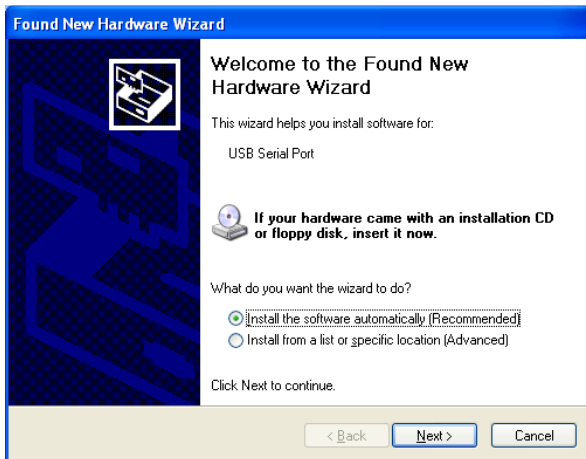 Found New Hardware Wizard
Welcome to the Found New
Hardware Wizard
This wizard helps you install software for:
USB Serial Port
If your hardware came with an installation CD
or floppy disk, insert it now.
What do you want the wizard to do?
Install the software automatically (Recommended)
Install from a list or specific location (Advanced)
Click Next to continue.
< Back Next > Cancel